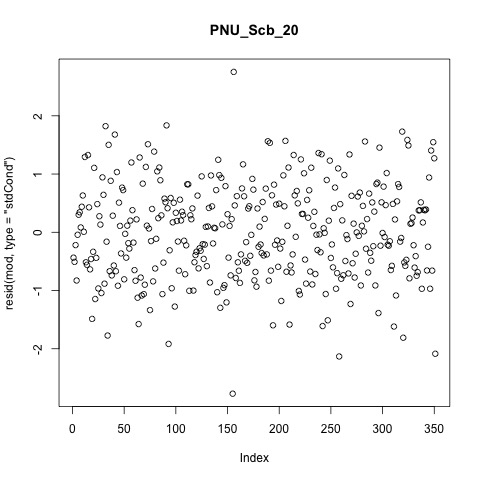 PNU_Scb_20
resid(mod, type = "stdCond")
2
1
0
-1
-2
0 50 100 150 200 250 300 350
Index